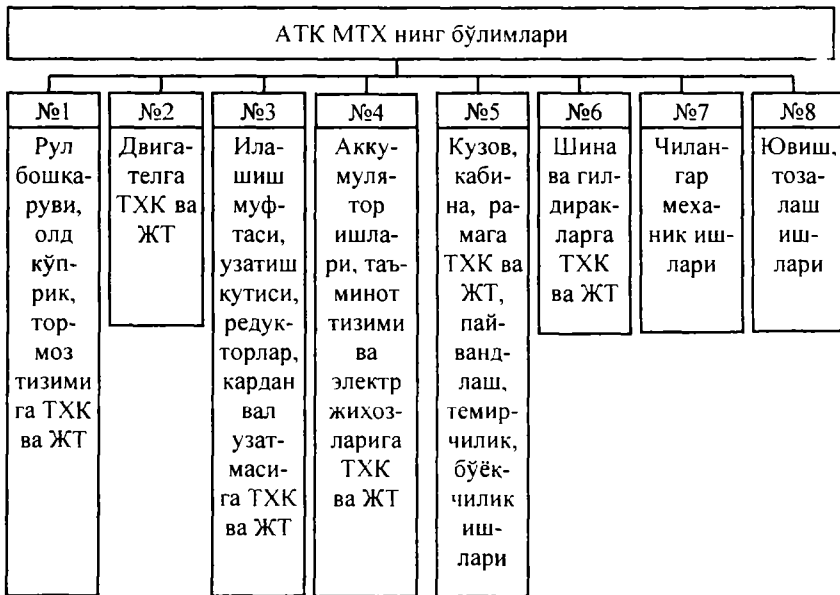 АТК МТХ нинг бўлимлари
№1
Рул
бошка-
руви,
олд
кўп-
рик,
тор-
моз
тизими
га ТХК
ва ЖТ
№2
Двига-
телга
ТХК ва
ЖТ
№3
Ила-
шиш
муф-
таси,
узатиш
кутиси,
редук-
торлар,
кардан
вал
узат-
маси-
га ТХК
ва ЖТ
№4
Акку-
муля-
тор
ишла-
ри, таъ-
минот
тизими
ва
электр
жихоз-
ларига
ТХК
ва ЖТ
№5
Кузов,
каби-
на, ра-
мага
ТХК ва
ЖТ,
пай-
ванд-
лаш,
темир-
чилик,
бўёк-
чилик
иш-
лари
№6
Шина
ва гил-
дирак-
ларга
ТХК
ва ЖТ
№7
Чилан-
гар
меха-
ник иш-
лари
№8
Ювиш,
тоза-
лаш
иш-
лари